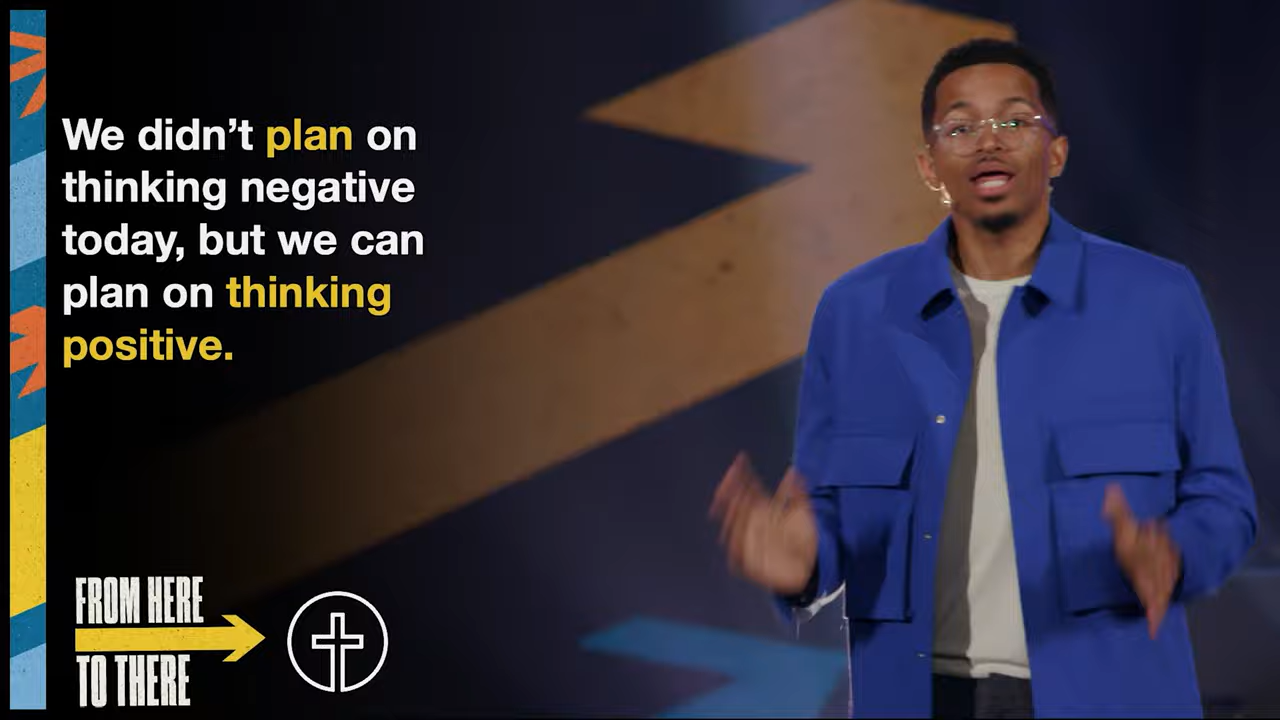 We didn’t plan on
thinking negative
today, but we can
plan on thinking
positive.
FROM HERE
TO THERE